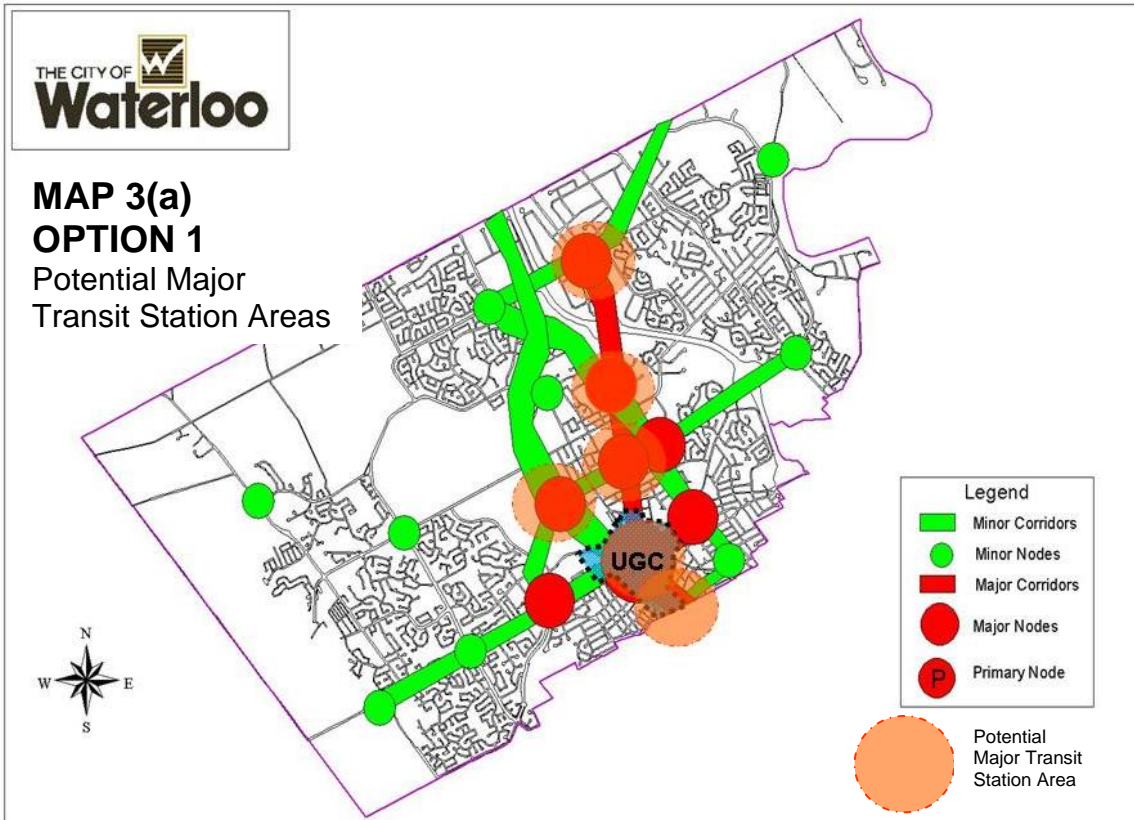 THE CITY OF
Waterloo
MAP 3(a)
OPTION 1
Potential Major
Transit Station Areas
UGC
N
W E
S
Legend
Minor Corridors
Minor Nodes
Major Corridors
Major Nodes
P Primary Node
Potential
Major Transit
Station Area